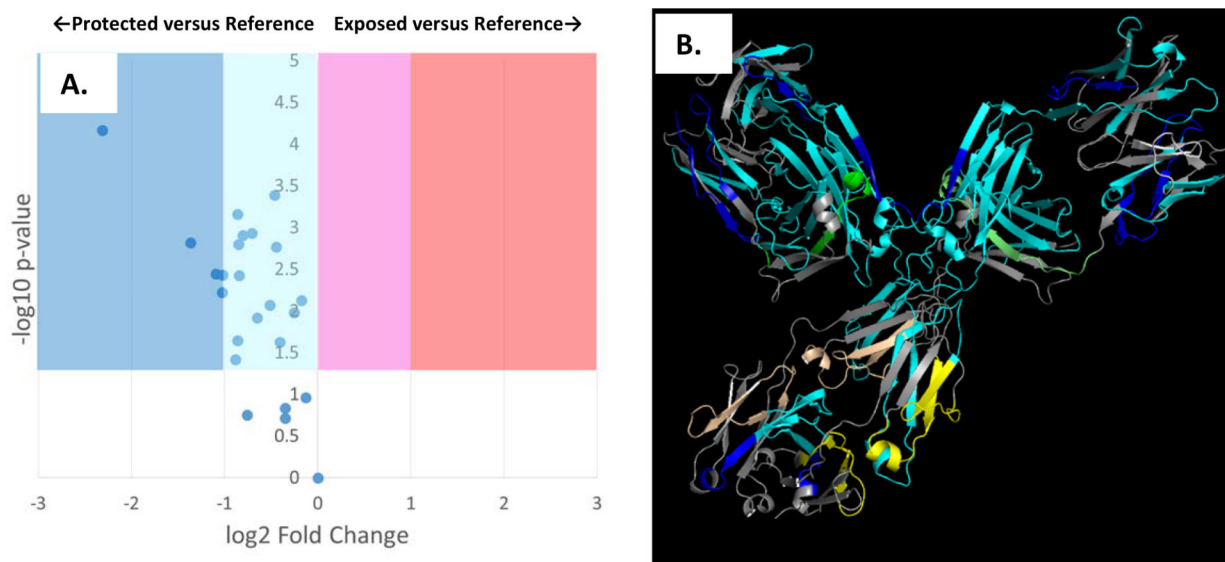 ←Protected versus Reference Exposed versus Reference→
A.
B.
5
4.5
4
3.5
3
2.5
2
1.5
1
0.5
0
-log10 p-value
-3 -2 -1 0 1 2 3
log2 Fold Change